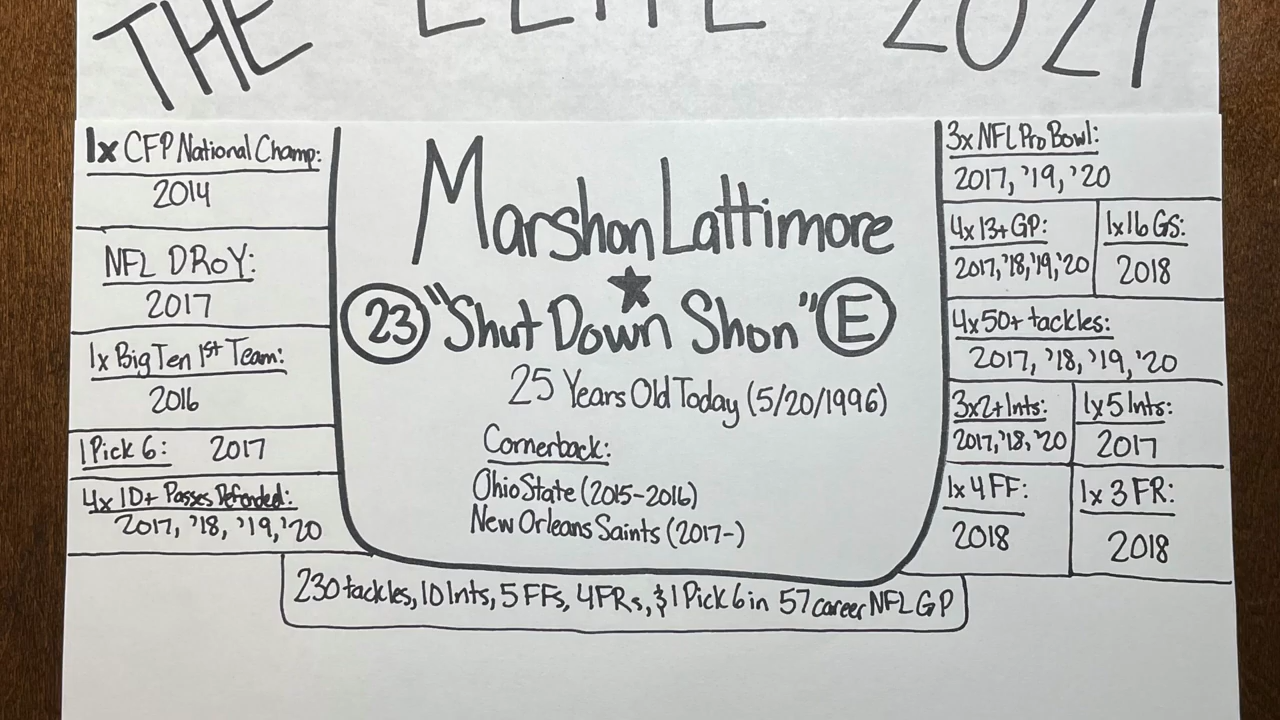 THE ELITE 2021
1x CFP National Champ:
2014
NFL DRoY:
2017
1x Big Ten 1st Team:
2016
1 Pick 6: 2017
4x 10+ Passes Defended:
2017, '18, '19, '20
Marshon Lattimore
23 "Shut Down Shon" E
25 Years Old Today (5/20/1996)
Cornerback:
Ohio State (2015-2016)
New Orleans Saints (2017-)
3x NFL Pro Bowl:
2017, '19, '20
4x 13+ GP:
2017, '18, '19, '20
1x 16 GS:
2018
4x 50+ tackles:
2017, '18, '19, '20
3x2+ Ints:
2017, '18, '20
1x 5 Ints:
2017
1x 4 FF:
2018
1x 3 FR:
2018
230 tackles, 10 Ints, 5 FFs, 4 FRs, & 1 Pick 6 in 57 career NFL GP